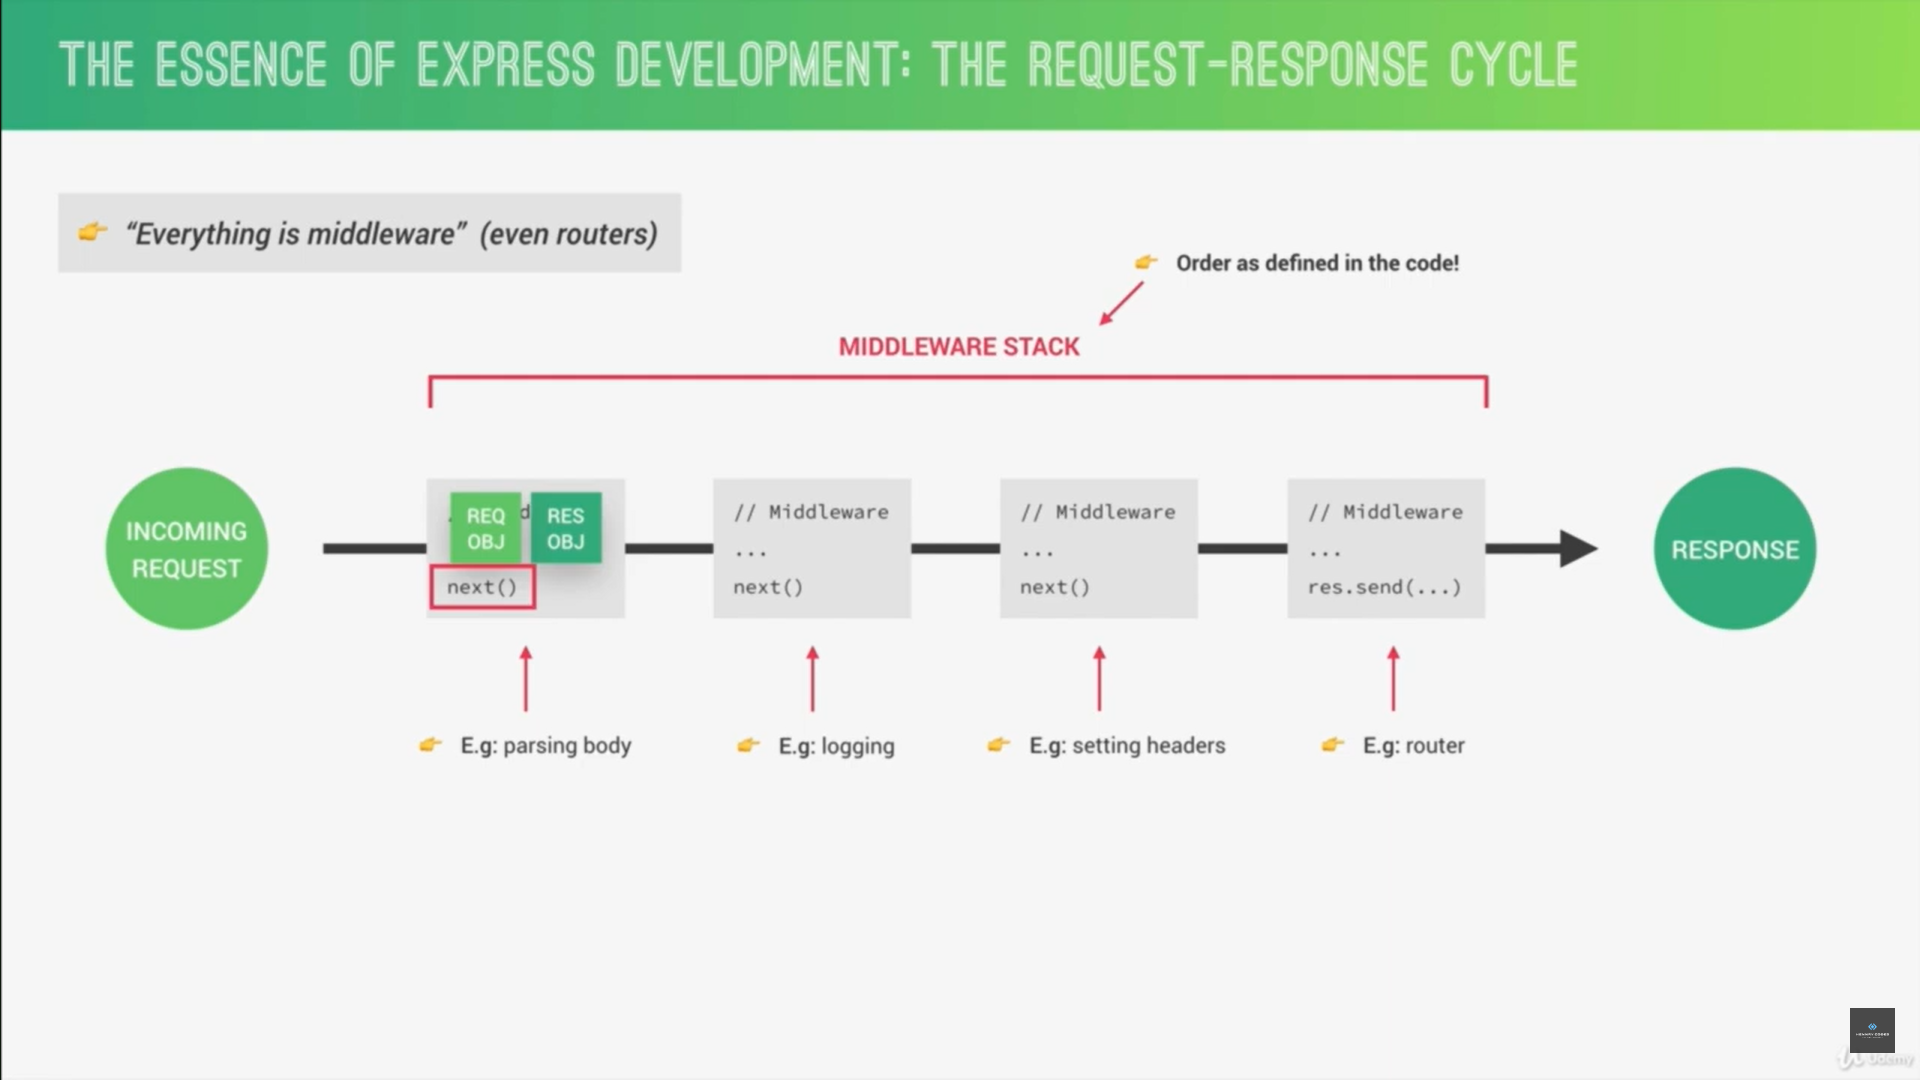 THE ESSENCE OF EXPRESS DEVELOPMENT: THE REQUEST-RESPONSE CYCLE
“Everything is middleware” (even routers)
Order as defined in the code!
MIDDLEWARE STACK
INCOMING
REQUEST
REQ
OBJ
RES
OBJ
next()
// Middleware
...
next()
// Middleware
...
next()
// Middleware
...
res.send(...)
RESPONSE
E.g: parsing body
E.g: logging
E.g: setting headers
E.g: router
Udemy